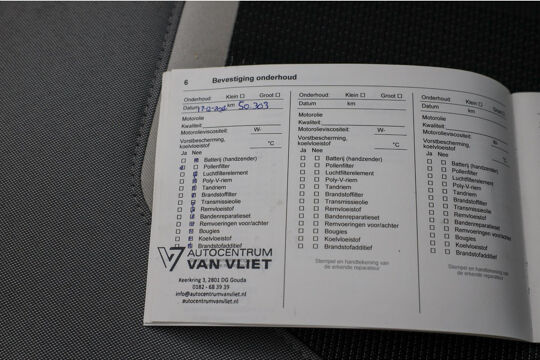 6 Bevestiging onderhoud
Onderhoud: Klein ☐ Groot ☐
Datum km 50.303
Motorolie
Kwaliteit:
Motorolieviscositeit: W-
Vorstbescherming,
koelvloeistof °C
Ja Nee
Batterij (handzender)
Pollenfilter
Luchtfilterelement
Poly-V-riem
Tandriem
Brandstoffilter
Transmissieolie
Remvloeistof
Bandenreparatieset
Remvoeringen voor/achter
Bougies
Koelvloeistof
Brandstofadditief
AUTOCENTRUM
VAN VLIET
Keerkring 3, 2801 DG Gouda
0182 - 68 39 39
info@autocentrumvanvliet.nl
autocentrumvanvliet.nl
Onderhoud: Klein ☐ Groot ☐
Datum km
Motorolie
Kwaliteit:
Motorolieviscositeit: W-
Vorstbescherming,
koelvloeistof °C
Ja Nee
Batterij (handzender)
Pollenfilter
Luchtfilterelement
Poly-V-riem
Tandriem
Brandstoffilter
Transmissieolie
Remvloeistof
Bandenreparatieset
Remvoeringen voor/achter
Bougies
Koelvloeistof
Brandstofadditief
Stempel en handtekening van
de erkende reparateur
Onderhoud: Klein ☐ Groot ☐
Datum km
Motorolie
Kwaliteit:
Motorolieviscositeit:
Vorstbescherming,
koelvloeistof °C
Ja Nee
Batterij (handzender)
Pollenfilter
Luchtfilterelement
Poly-V-riem
Tandriem
Brandstoffilter
Transmissieolie
Remvloeistof
Bandenreparatieset
Remvoeringen voor/achter
Bougies
Koelvloeistof
Brandstofadditief
Stempel en handtekening van
de erkende reparateur